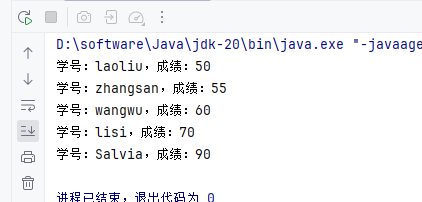 D:\software\Java\jdk-20\bin\java.exe "-javaage
学号：laoliu，成绩：50
学号：zhangsan，成绩：55
学号：wangwu，成绩：60
学号：lisi，成绩：70
学号：Salvia，成绩：90
进程已结束，退出代码为 0